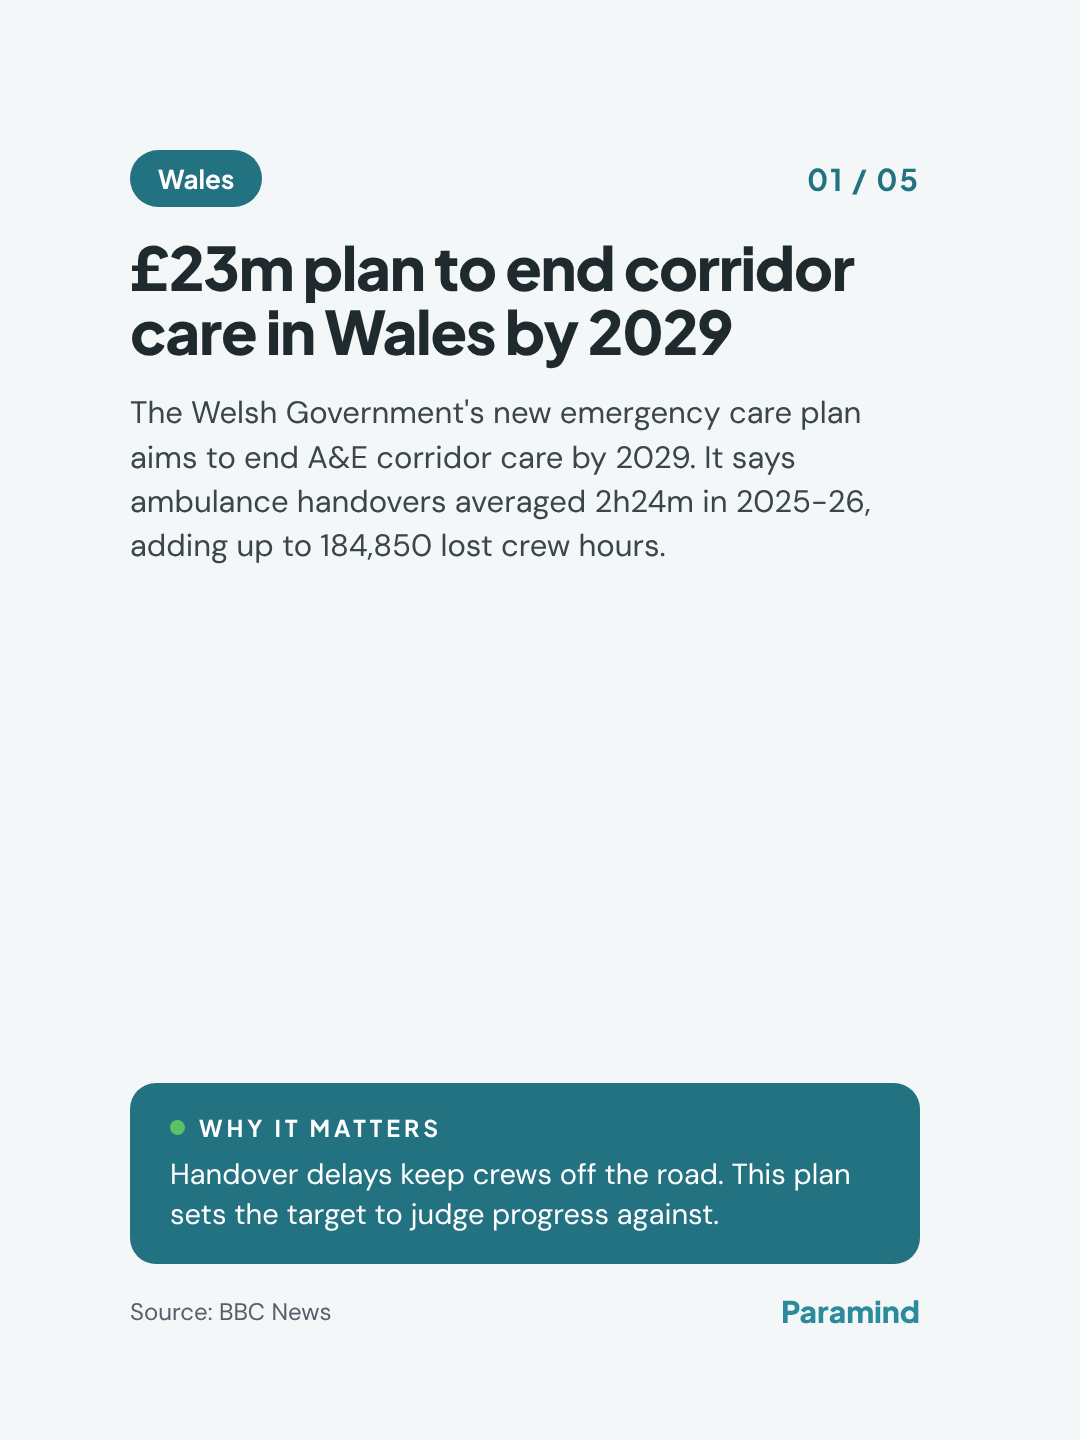 Wales
01 / 05
£23m plan to end corridor
care in Wales by 2029
The Welsh Government's new emergency care plan
aims to end A&E corridor care by 2029. It says
ambulance handovers averaged 2h24m in 2025-26,
adding up to 184,850 lost crew hours.
WHY IT MATTERS
Handover delays keep crews off the road. This plan
sets the target to judge progress against.
Source: BBC News
Paramind